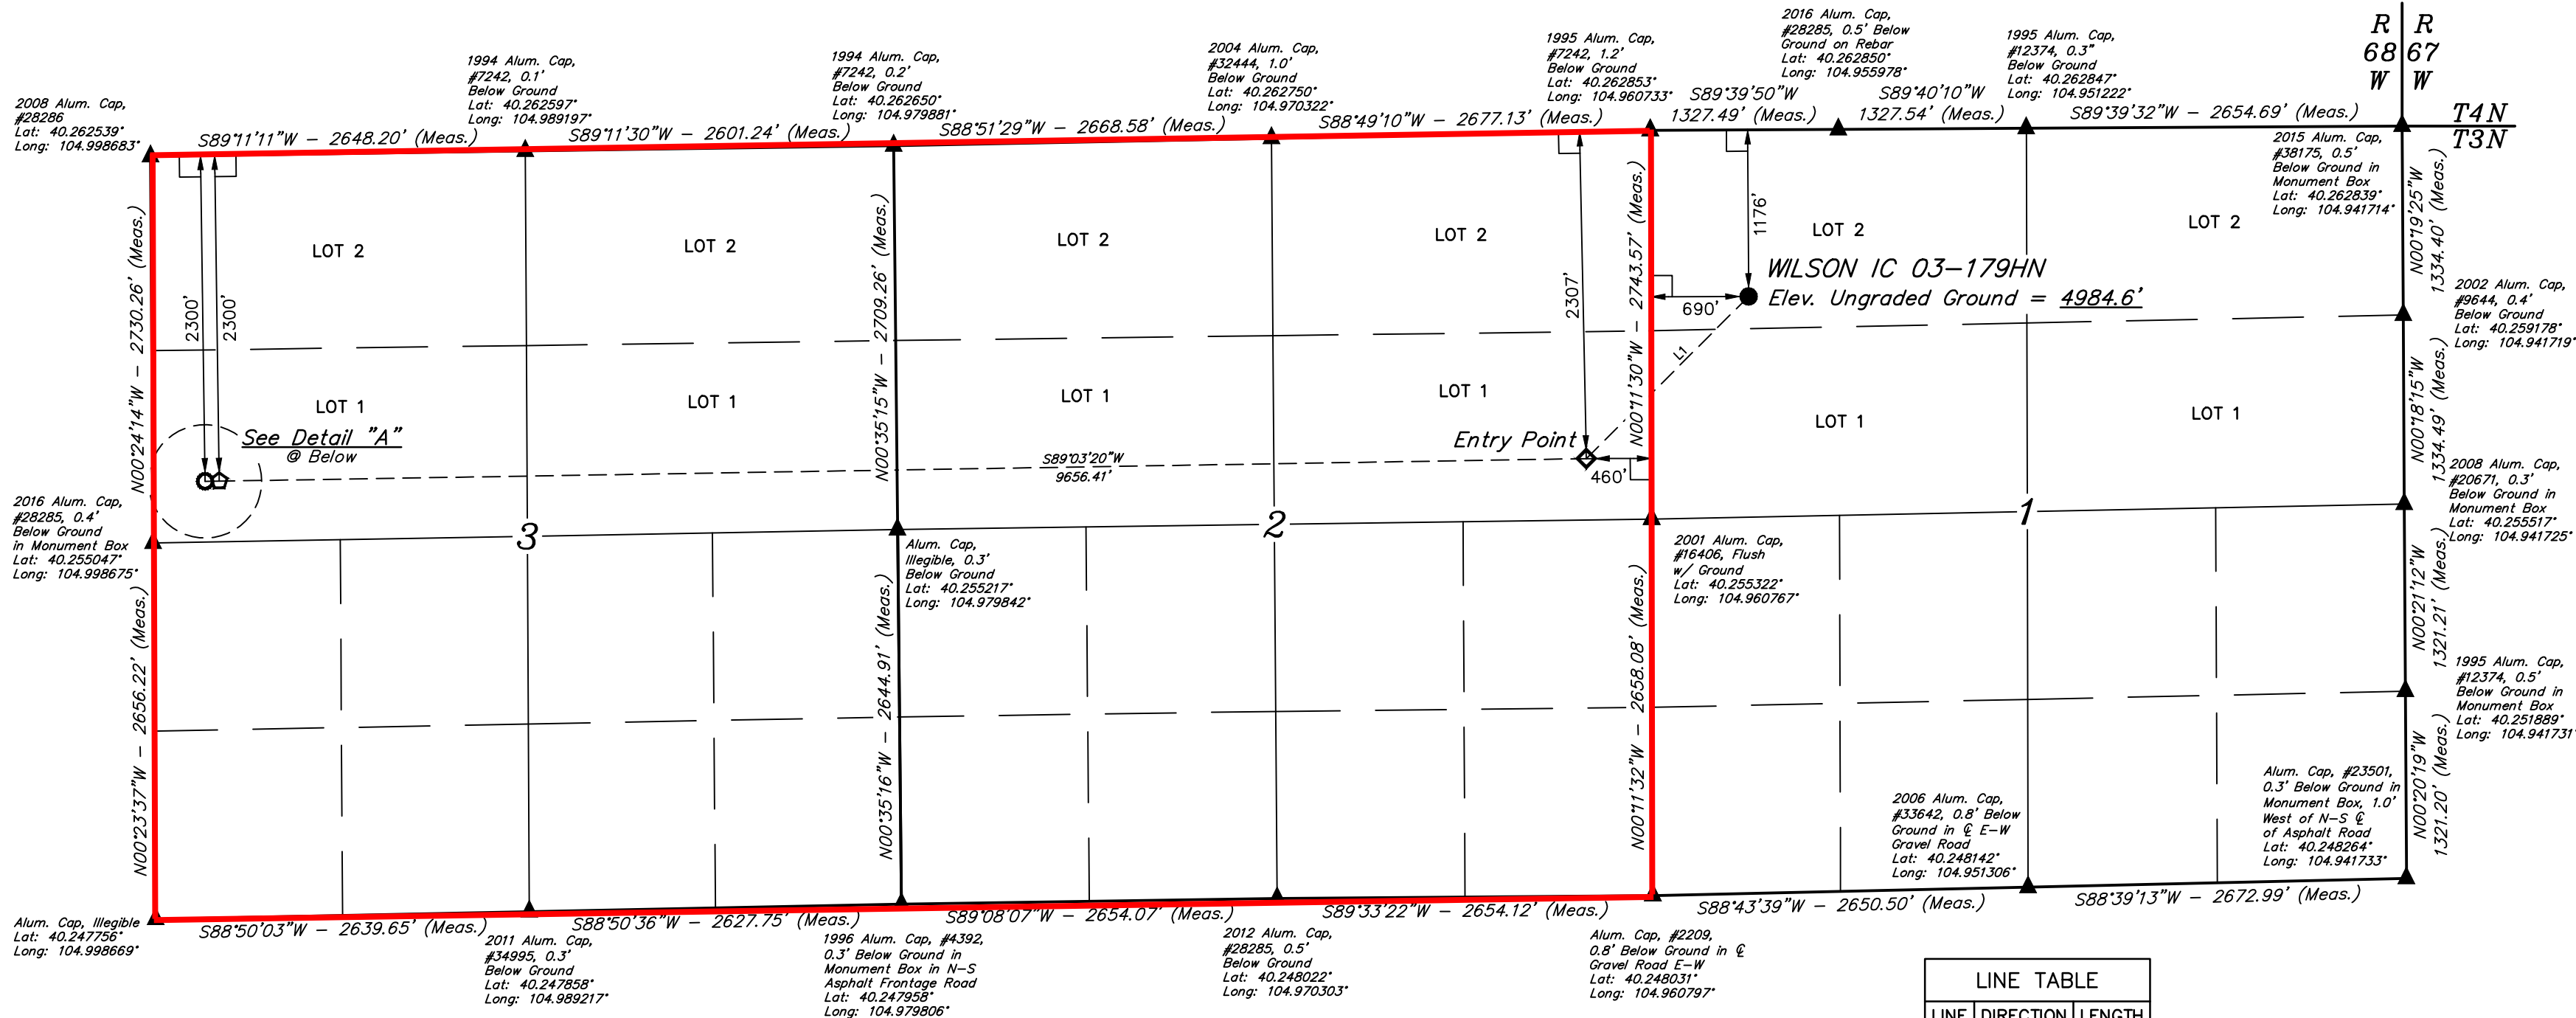 R R
68 67
W W
T4N
T3N
2008 Alum. Cap,
#28286
Lat: 40.262539°
Long: 104.998683°
1994 Alum. Cap,
#7242, 0.1'
Below Ground
Lat: 40.262597°
Long: 104.989197°
1994 Alum. Cap,
#7242, 0.2'
Below Ground
Lat: 40.262650°
Long: 104.979881°
2004 Alum. Cap,
#32444, 1.0'
Below Ground
Lat: 40.262750°
Long: 104.970322°
1995 Alum. Cap,
#7242, 1.2'
Below Ground
Lat: 40.262853°
Long: 104.960733°
2016 Alum. Cap,
#28285, 0.5' Below
Ground on Rebar
Lat: 40.262850°
Long: 104.955978°
1995 Alum. Cap,
#12374, 0.3"
Below Ground
Lat: 40.262847°
Long: 104.951222°
S89°11'11"W - 2648.20' (Meas.)
S89°11'30"W - 2601.24' (Meas.)
S88°51'29"W - 2668.58' (Meas.)
S88°49'10"W - 2677.13' (Meas.)
S89°39'50"W
1327.49' (Meas.)
S89°40'10"W
1327.54' (Meas.)
S89°39'32"W - 2654.69' (Meas.)
2015 Alum. Cap,
#38175, 0.5'
Below Ground in
Monument Box
Lat: 40.262839°
Long: 104.941714°
N00°24'14"W - 2730.26' (Meas.)
2300'
2300'
LOT 2
LOT 2
N00°35'15"W - 2709.26' (Meas.)
LOT 2
LOT 2
2307'
N00°11'30"W - 2743.57' (Meas.)
1176'
690'
LOT 2
LOT 2
WILSON IC 03-179HN
Elev. Ungraded Ground = 4984.6'
N00°19'25"W
1334.40' (Meas.)
2002 Alum. Cap,
#9644, 0.4'
Below Ground
Lat: 40.259178°
Long: 104.941719°
L1
LOT 1
LOT 1
LOT 1
LOT 1
LOT 1
LOT 1
See Detail "A"
@ Below
S89°03'20"W
9656.41'
Entry Point
460'
N00°18'15"W
1334.49' (Meas.)
2008 Alum. Cap,
#20671, 0.3'
Below Ground in
Monument Box
Lat: 40.255517°
Long: 104.941725°
2016 Alum. Cap,
#28285, 0.4'
Below Ground
in Monument Box
Lat: 40.255047°
Long: 104.998675°
3
2
1
Alum. Cap,
Illegible, 0.3'
Below Ground
Lat: 40.255217°
Long: 104.979842°
2001 Alum. Cap,
#16406, Flush
w/ Ground
Lat: 40.255322°
Long: 104.960767°
N00°23'37"W - 2656.22' (Meas.)
N00°35'16"W - 2644.91' (Meas.)
N00°11'32"W - 2658.08' (Meas.)
N00°21'12"W
1321.21' (Meas.)
1995 Alum. Cap,
#12374, 0.5'
Below Ground in
Monument Box
Lat: 40.251889°
Long: 104.941731°
N00°20'19"W
1321.20' (Meas.)
2006 Alum. Cap,
#33642, 0.8' Below
Ground in ℄ E-W
Gravel Road
Lat: 40.248142°
Long: 104.951306°
Alum. Cap, #23501,
0.3' Below Ground in
Monument Box, 1.0'
West of N-S ℄
of Asphalt Road
Lat: 40.248264°
Long: 104.941733°
S88°50'03"W - 2639.65' (Meas.)
S88°50'36"W - 2627.75' (Meas.)
S89°08'07"W - 2654.07' (Meas.)
S89°33'22"W - 2654.12' (Meas.)
S88°43'39"W - 2650.50' (Meas.)
S88°39'13"W - 2672.99' (Meas.)
Alum. Cap, Illegible
Lat: 40.247756°
Long: 104.998669°
2011 Alum. Cap,
#34995, 0.3'
Below Ground
Lat: 40.247858°
Long: 104.989217°
1996 Alum. Cap, #4392,
0.3' Below Ground in
Monument Box in N-S
Asphalt Frontage Road
Lat: 40.247958°
Long: 104.979806°
2012 Alum. Cap,
#28285, 0.5'
Below Ground
Lat: 40.248022°
Long: 104.970303°
Alum. Cap, #2209,
0.8' Below Ground in ℄
Gravel Road E-W
Lat: 40.248031°
Long: 104.960797°
LINE TABLE
LINE DIRECTION LENGTH